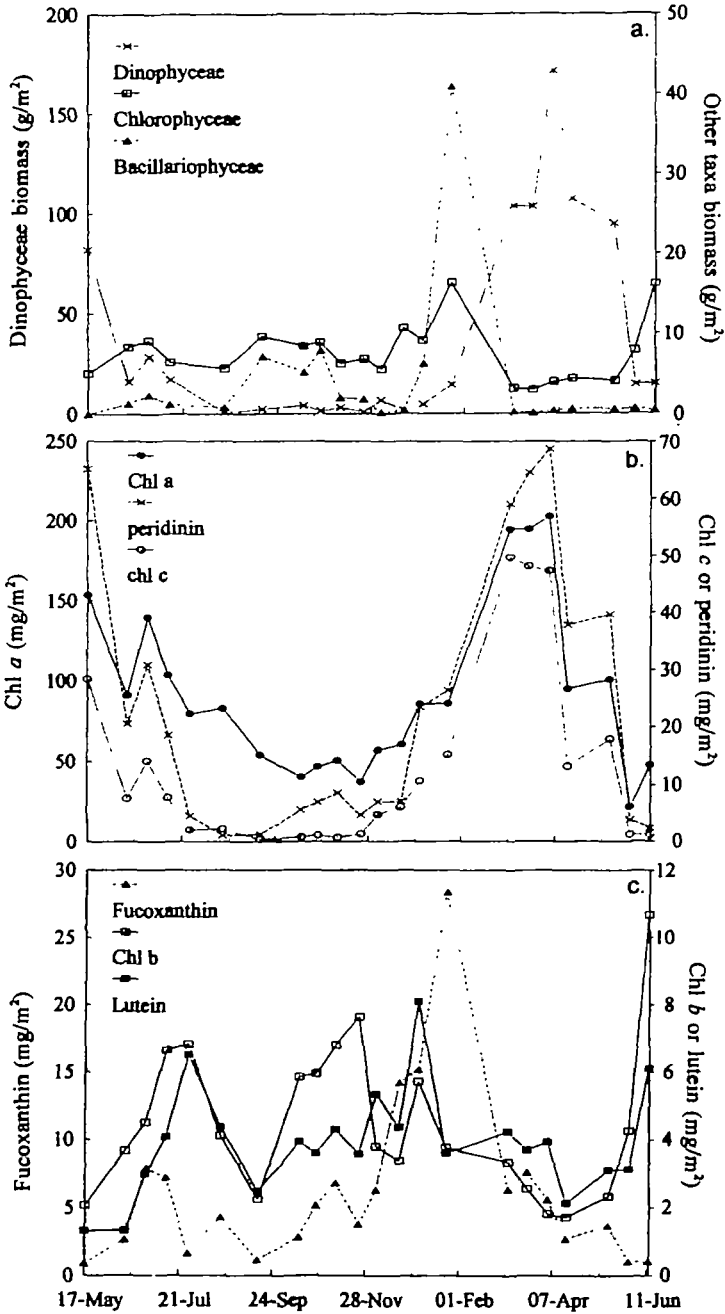 a.
200
150
100
50
0
Dinophyceae biomass (g/m²)
Dinophyceae
Chlorophyceae
Bacillariophyceae
50
40
30
20
10
0
Other taxa biomass (g/m²)
b.
250
200
150
100
50
0
Chl a (mg/m²)
Chl a
peridinin
chl c
70
60
50
40
30
20
10
0
Chl c or peridinin (mg/m²)
c.
30
25
20
15
10
5
0
Fucoxanthin (mg/m²)
Fucoxanthin
Chl b
Lutein
12
10
8
6
4
2
0
Chl b or lutein (mg/m²)
17-May 21-Jul 24-Sep 28-Nov 01-Feb 07-Apr 11-Jun